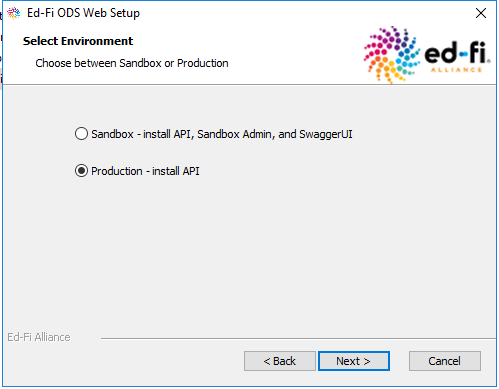 Ed-Fi ODS Web Setup
Select Environment
Choose between Sandbox or Production
ed-fi
ALLIANCE
Sandbox - install API, Sandbox Admin, and SwaggerUI
Production - install API
Ed-Fi Alliance
< Back
Next >
Cancel